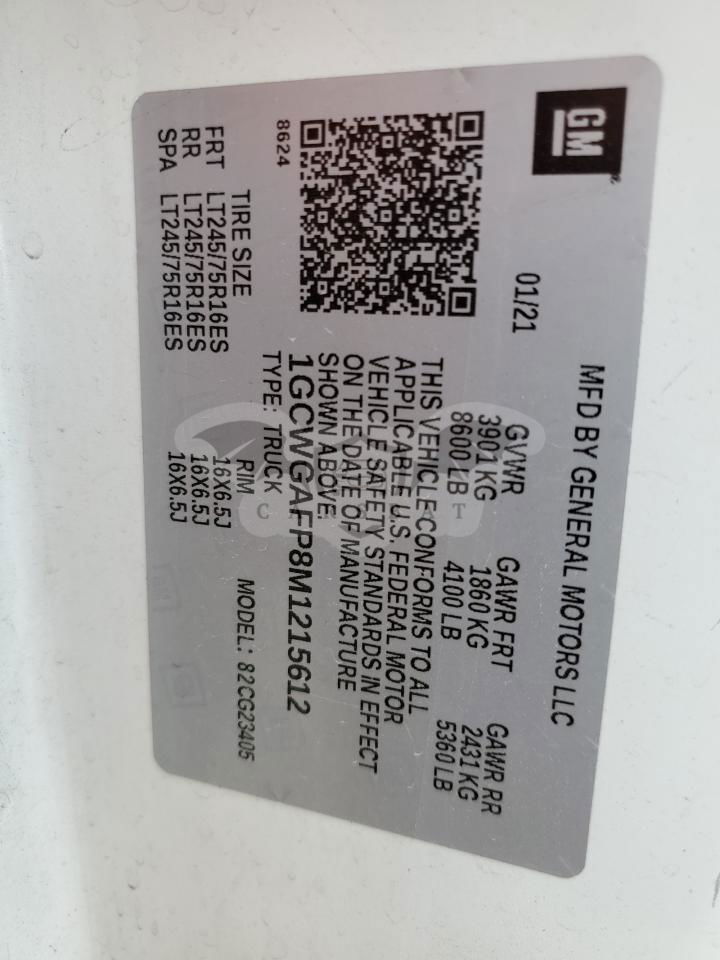 GM
MFD BY GENERAL MOTORS LLC
01/21
GVWR GAWR FRT GAWR RR
3901 KG 1860 KG 2431 KG
8600 LB 4100 LB 5360 LB
THIS VEHICLE CONFORMS TO ALL
APPLICABLE U.S. FEDERAL MOTOR
VEHICLE SAFETY STANDARDS IN EFFECT
ON THE DATE OF MANUFACTURE
SHOWN ABOVE.
1GCWGAFP8M1215612
8624
TYPE: TRUCK
MODEL: 82CG23405
TIRE SIZE RIM
FRT LT245/75R16ES 16X6.5J
RR LT245/75R16ES 16X6.5J
SPA LT245/75R16ES 16X6.5J